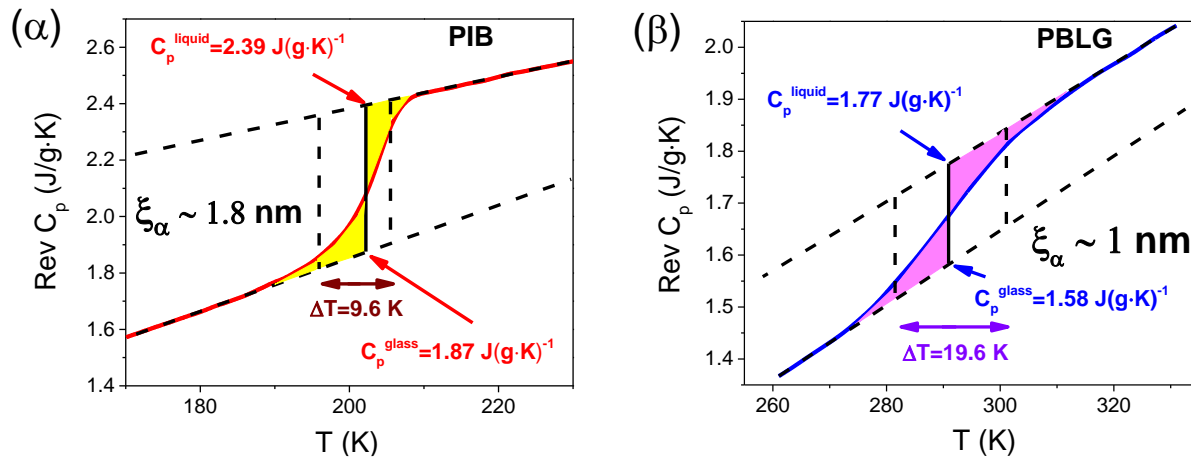 (α)
PIB
C_p^liquid=2.39 J(g·K)^-1
Rev C_p (J/g·K)
2.6
2.4
2.2
2.0
1.8
1.6
1.4
ξ_α ~ 1.8 nm
ΔT=9.6 K
C_p^glass=1.87 J(g·K)^-1
180
200
220
T (K)
(β)
PBLG
C_p^liquid=1.77 J(g·K)^-1
Rev C_p (J/g·K)
2.0
1.9
1.8
1.7
1.6
1.5
1.4
ξ_α ~ 1 nm
C_p^glass=1.58 J(g·K)^-1
ΔT=19.6 K
260
280
300
320
T (K)